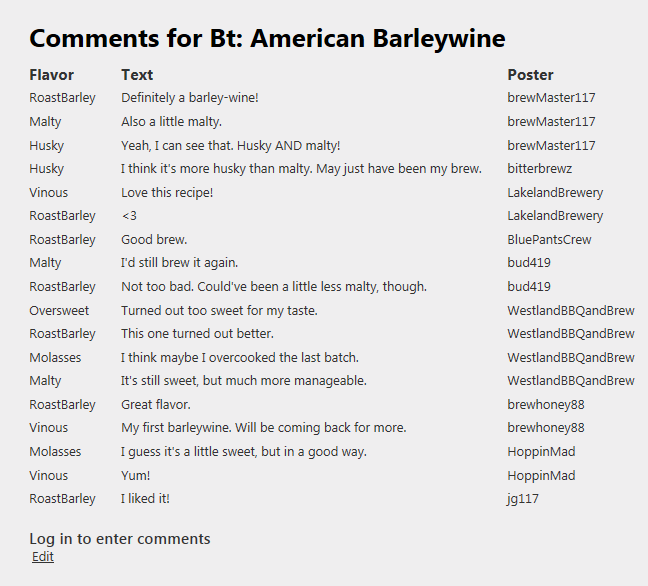 Comments for Bt: American Barleywine
Flavor Text Poster
RoastBarley Definitely a barley-wine! brewMaster117
Malty Also a little malty. brewMaster117
Husky Yeah, I can see that. Husky AND malty! brewMaster117
Husky I think it's more husky than malty. May just have been my brew. bitterbrewz
Vinous Love this recipe! LakelandBrewery
RoastBarley <3 LakelandBrewery
RoastBarley Good brew. BluePantsCrew
Malty I'd still brew it again. bud419
RoastBarley Not too bad. Could've been a little less malty, though. bud419
Oversweet Turned out too sweet for my taste. WestlandBBQandBrew
RoastBarley This one turned out better. WestlandBBQandBrew
Molasses I think maybe I overcooked the last batch. WestlandBBQandBrew
Malty It's still sweet, but much more manageable. WestlandBBQandBrew
RoastBarley Great flavor. brewhoney88
Vinous My first barleywine. Will be coming back for more. brewhoney88
Molasses I guess it's a little sweet, but in a good way. HoppinMad
Vinous Yum! HoppinMad
RoastBarley I liked it! jg117
Log in to enter comments
Edit